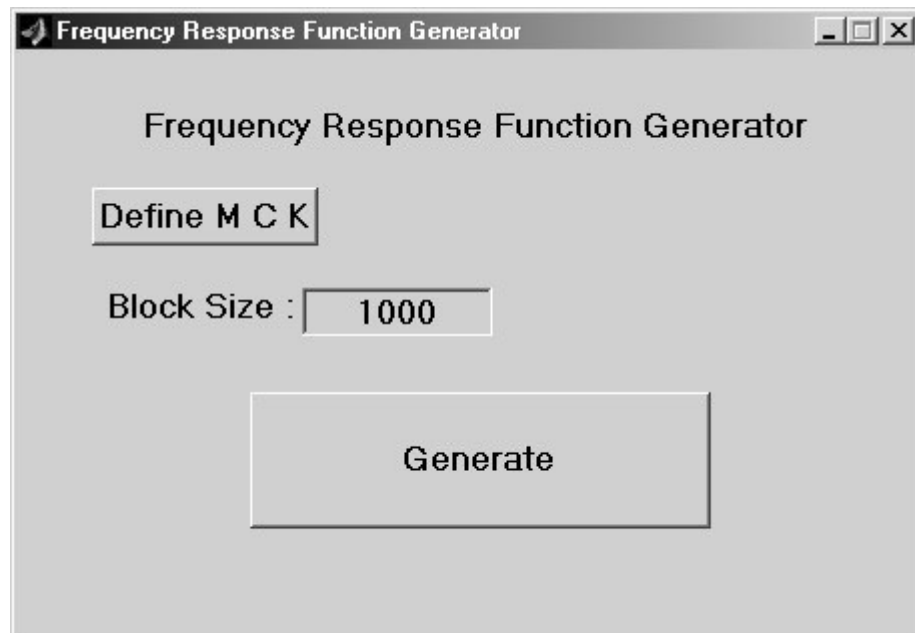 Frequency Response Function Generator
Frequency Response Function Generator
Define M C K
Block Size : 1000
Generate